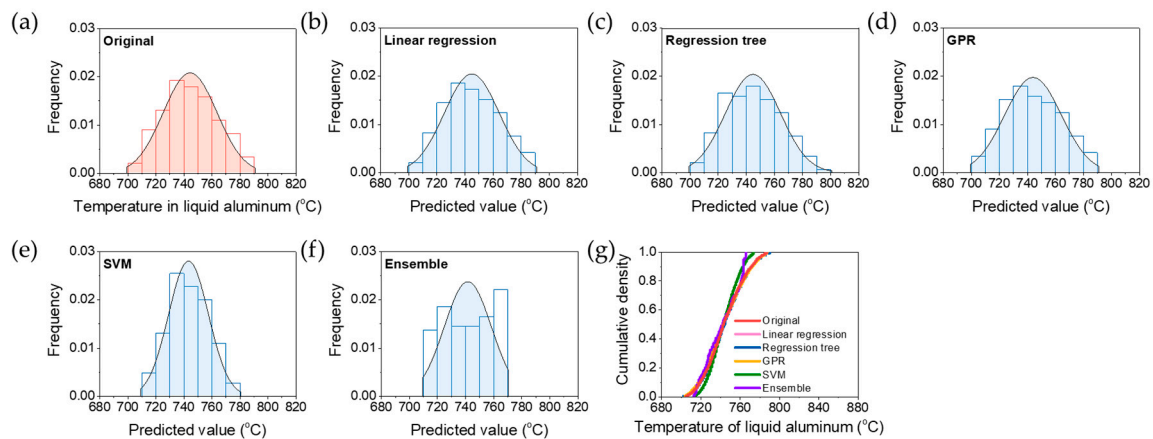 (a)
Original
0.03
0.02
0.01
0.00
Frequency
680 700 720 740 760 780 800 820
Temperature in liquid aluminum (°C)
(b)
Linear regression
0.03
0.02
0.01
0.00
Frequency
680 700 720 740 760 780 800 820
Predicted value (°C)
(c)
Regression tree
0.03
0.02
0.01
0.00
Frequency
680 700 720 740 760 780 800 820
Predicted value (°C)
(d)
GPR
0.03
0.02
0.01
0.00
Frequency
680 700 720 740 760 780 800 820
Predicted value (°C)
(e)
SVM
0.03
0.02
0.01
0.00
Frequency
680 700 720 740 760 780 800 820
Predicted value (°C)
(f)
Ensemble
0.03
0.02
0.01
0.00
Frequency
680 700 720 740 760 780 800 820
Predicted value (°C)
(g)
1.0
0.8
0.6
0.4
0.2
0.0
Cumulative density
Original
Linear regression
Regression tree
GPR
SVM
Ensemble
680 720 760 800 840 880
Temperature of liquid aluminum (°C)